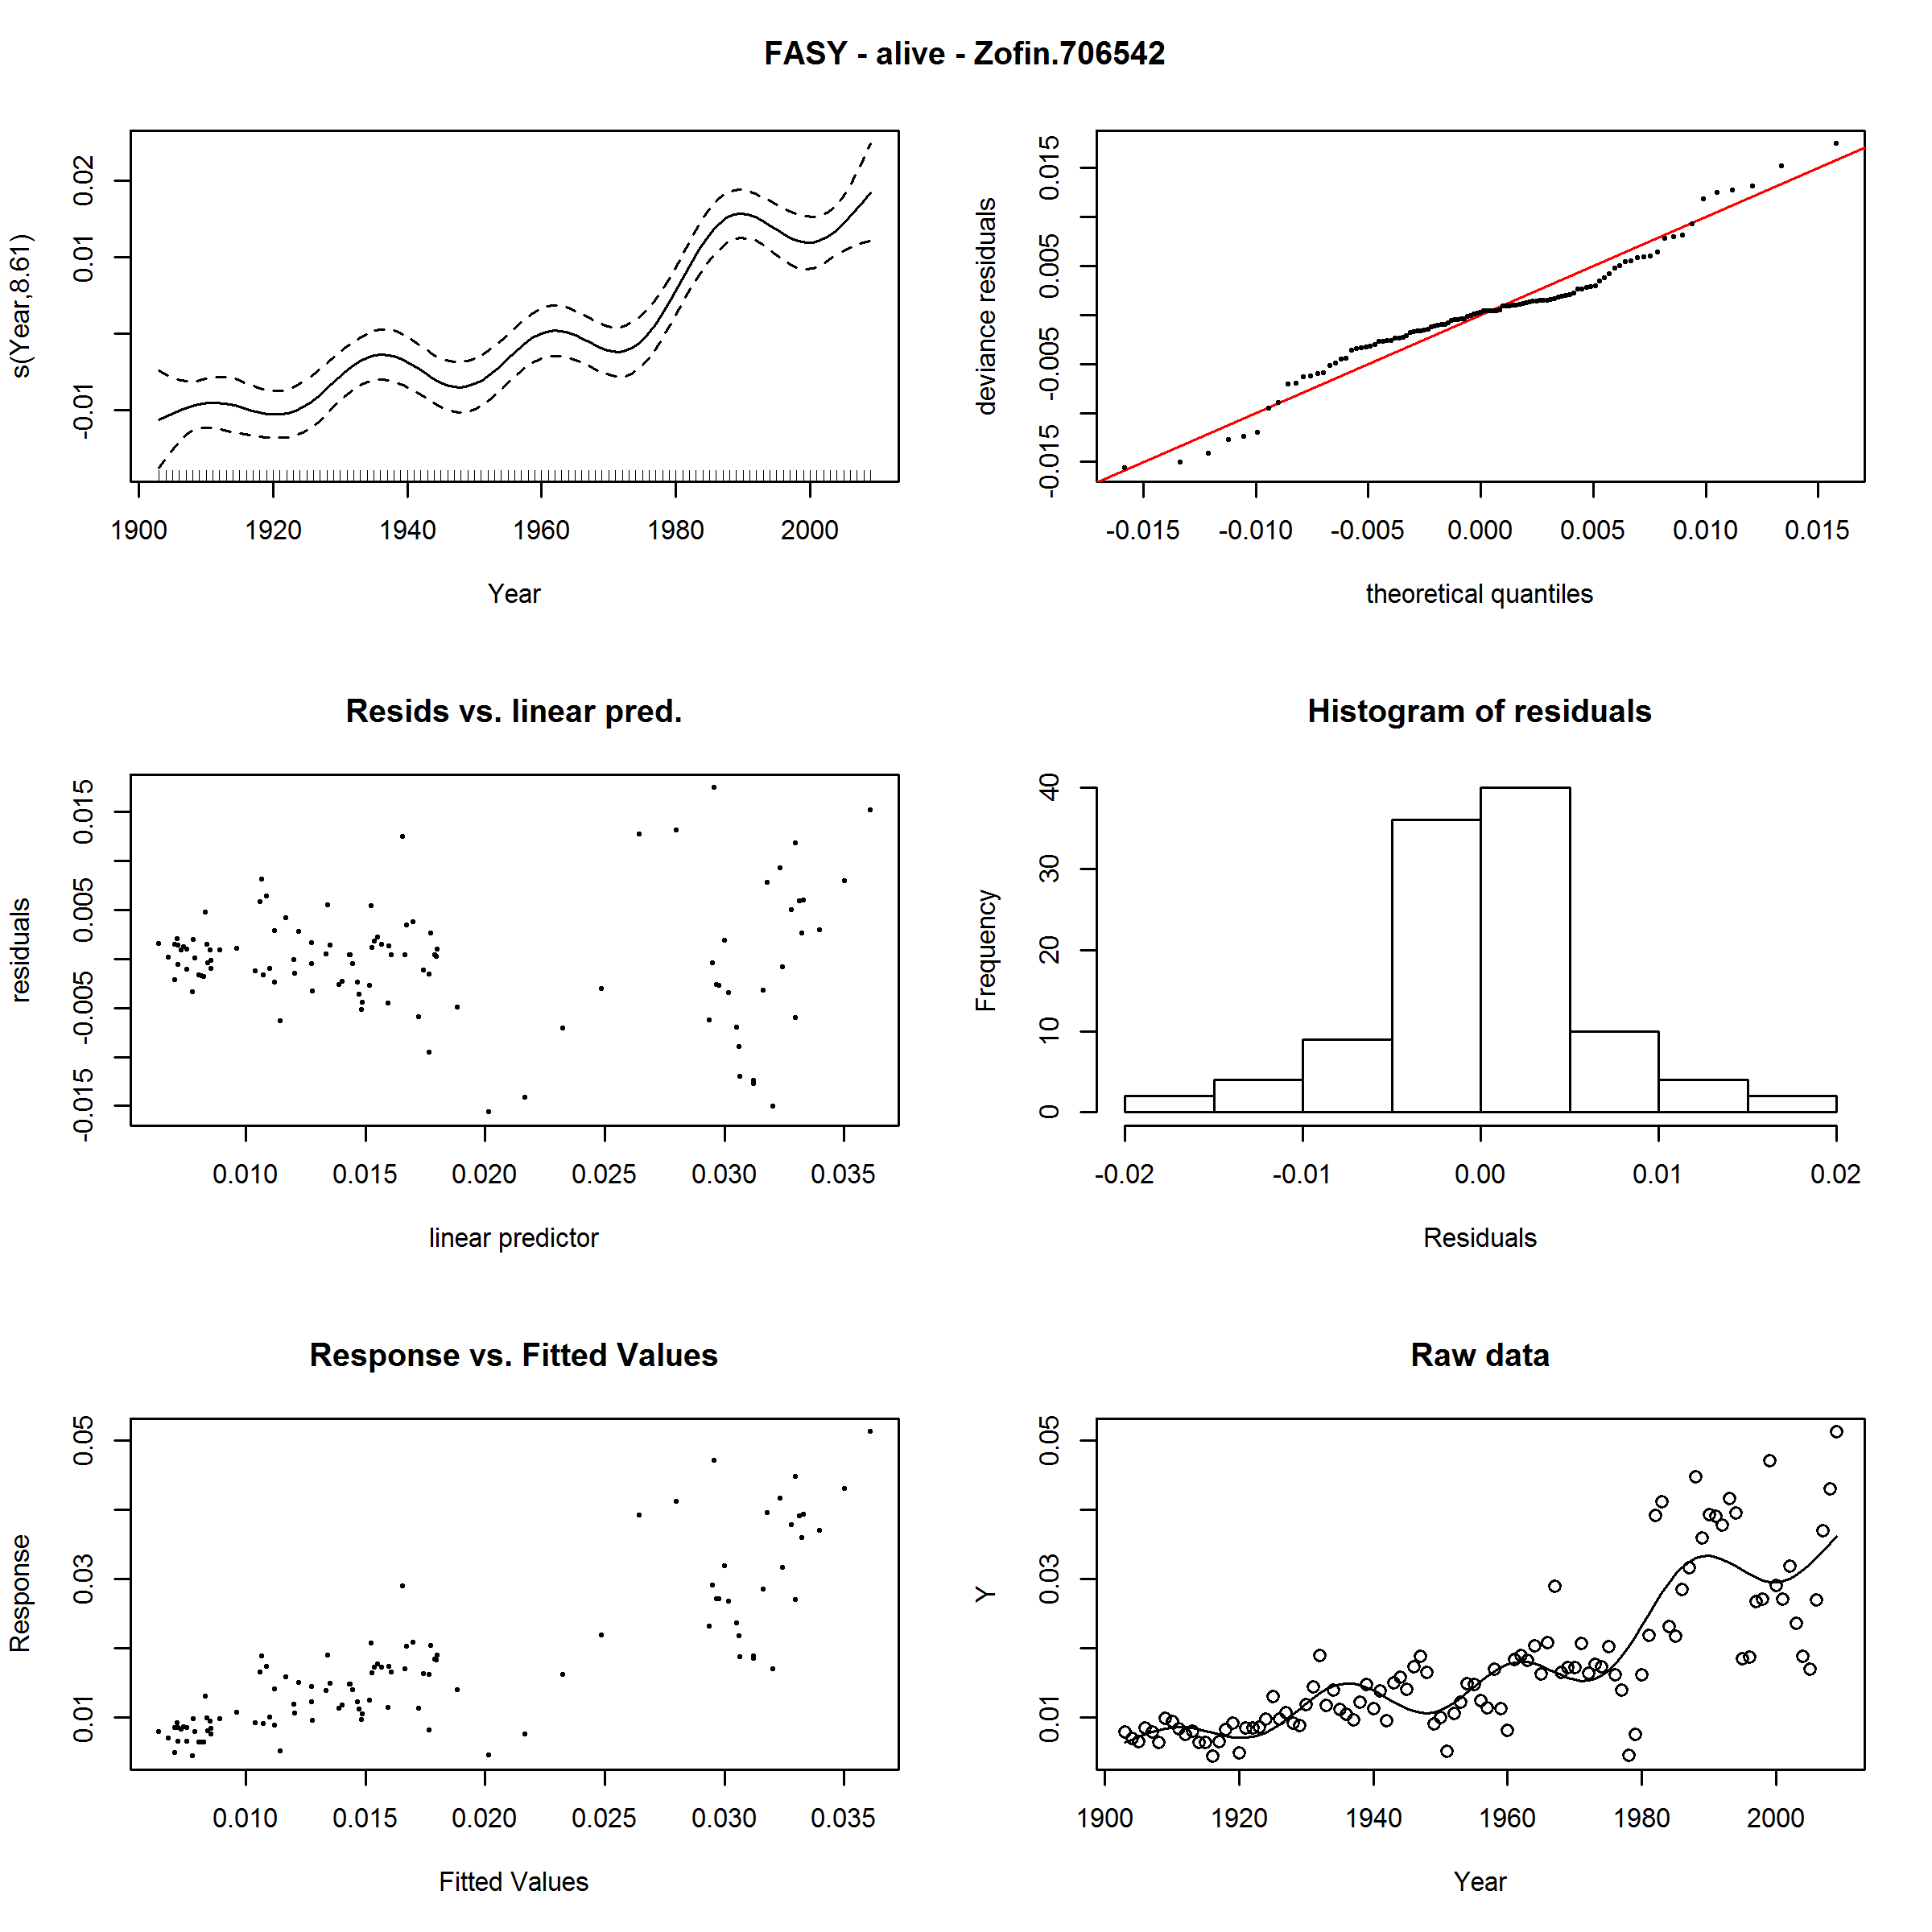 FASY - alive - Zofin.706542
s(Year,8.61)
-0.01 0.01 0.02
1900 1920 1940 1960 1980 2000
Year
deviance residuals
-0.015 -0.005 0.005 0.015
-0.015 -0.010 -0.005 0.000 0.005 0.010 0.015
theoretical quantiles
Resids vs. linear pred.
residuals
-0.015 -0.005 0.005 0.015
0.010 0.015 0.020 0.025 0.030 0.035
linear predictor
Histogram of residuals
Frequency
0 10 20 30 40
-0.02 -0.01 0.00 0.01 0.02
Residuals
Response vs. Fitted Values
Response
0.01 0.03 0.05
0.010 0.015 0.020 0.025 0.030 0.035
Fitted Values
Raw data
Y
0.01 0.03 0.05
1900 1920 1940 1960 1980 2000
Year